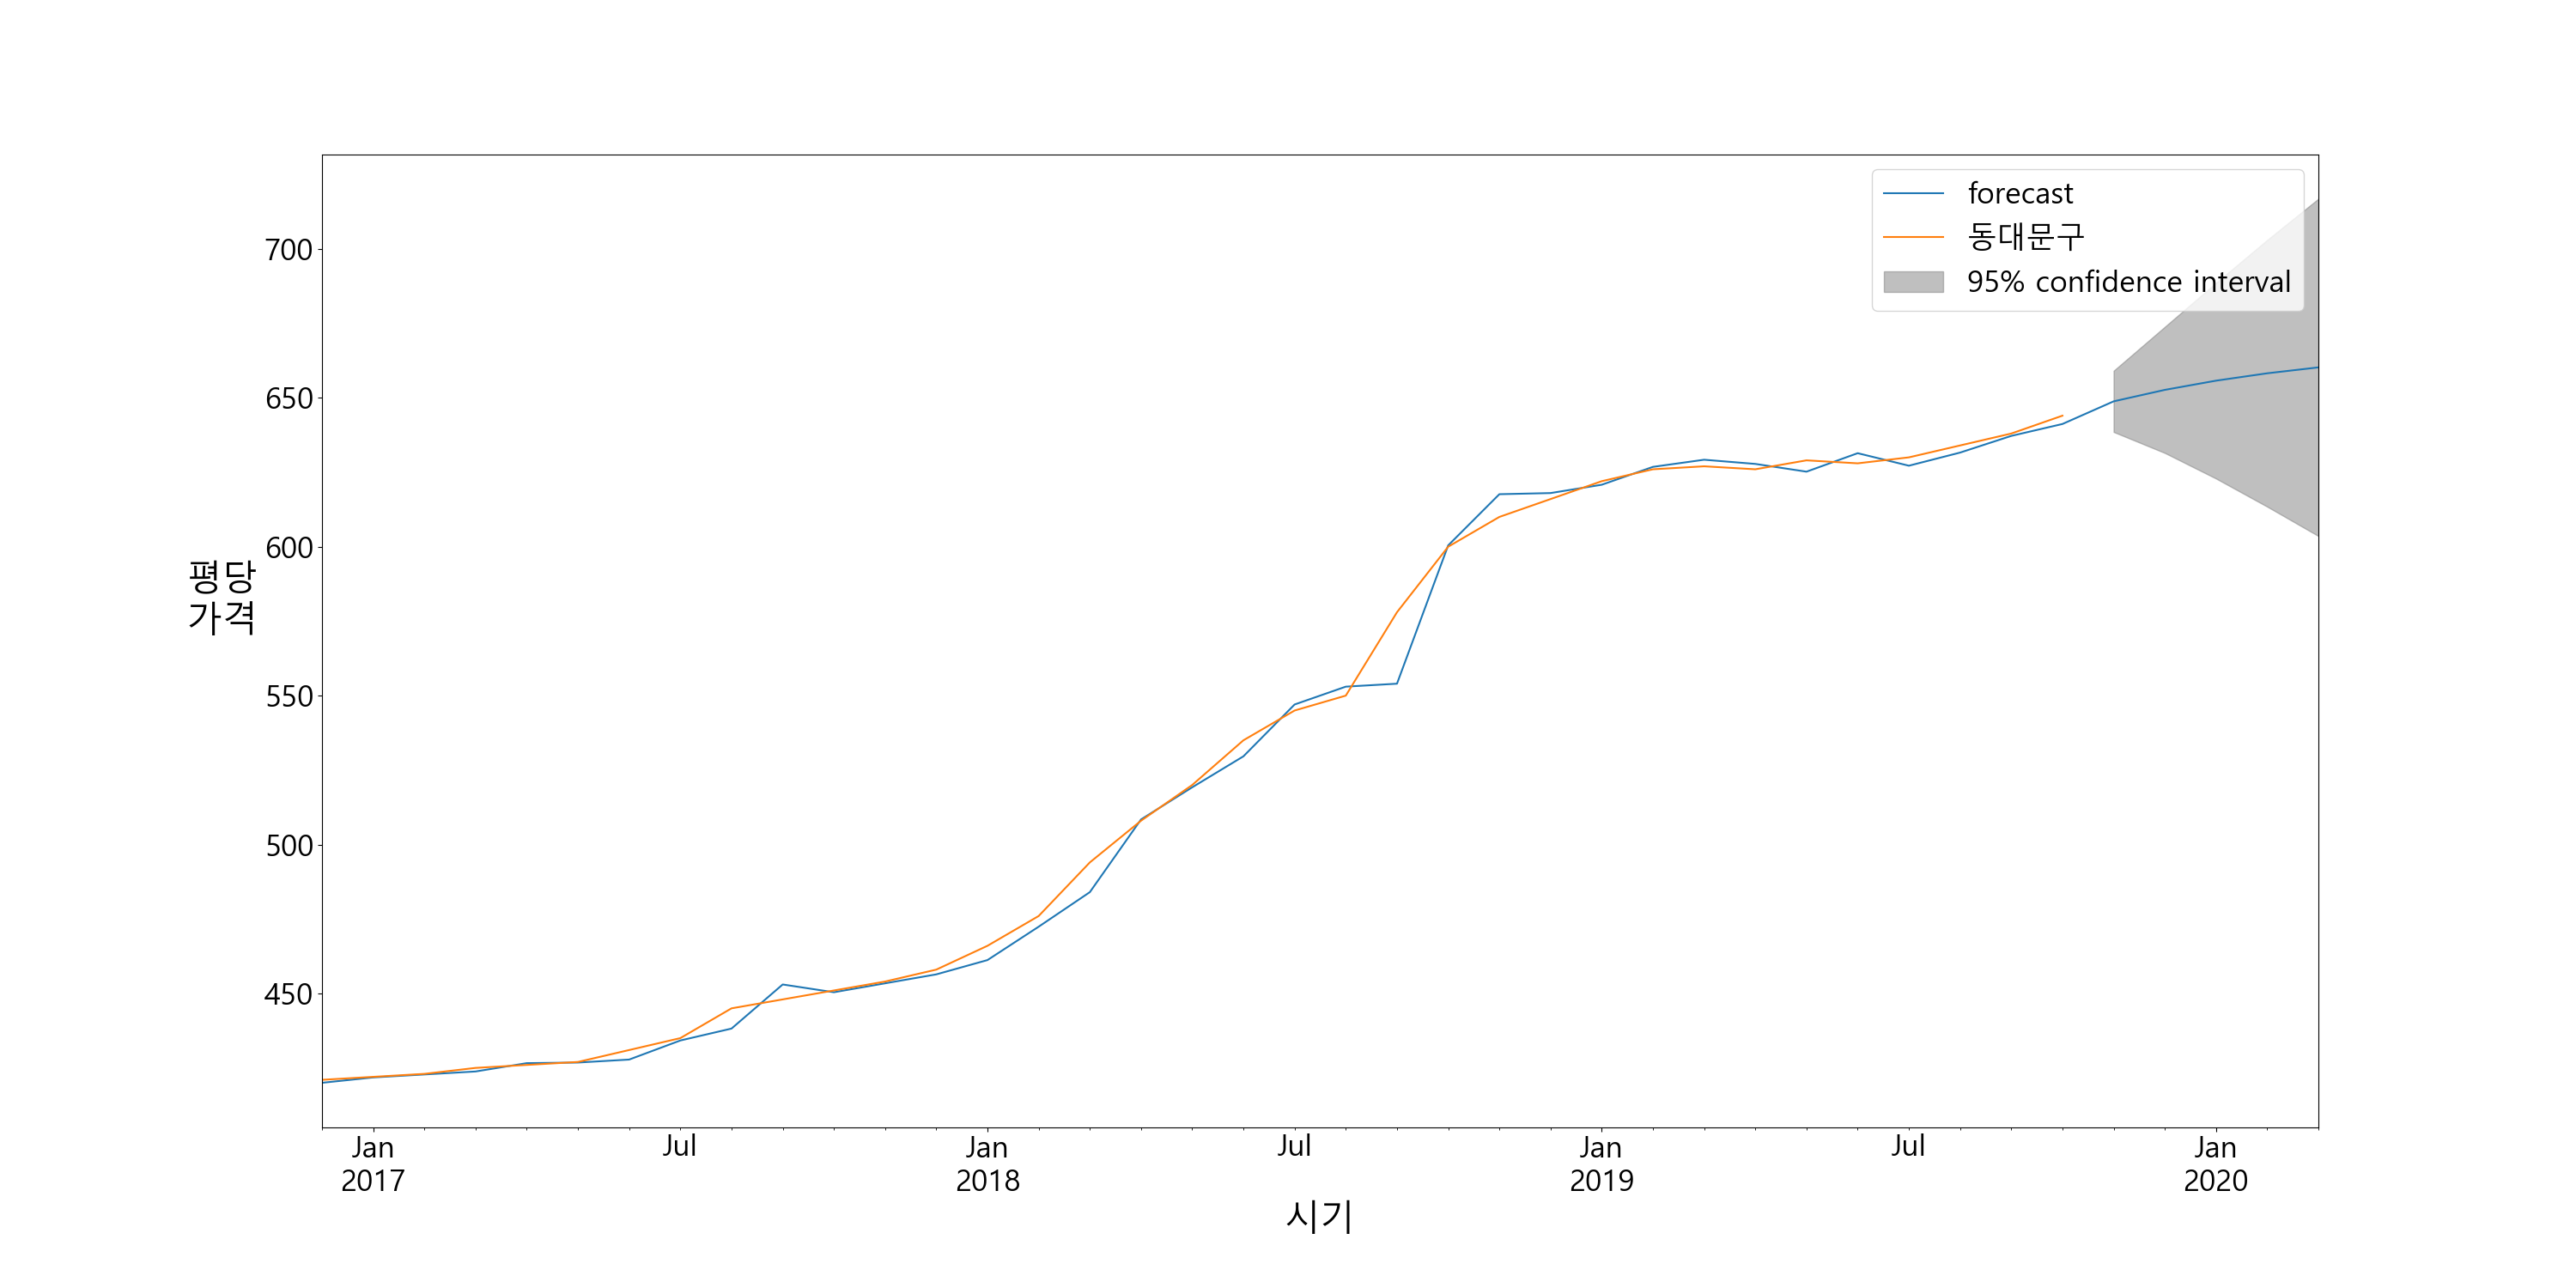 forecast
동대문구
95% confidence interval
700
650
600
550
500
450
평당
가격
Jan
2017
Jul
Jan
2018
Jul
Jan
2019
Jul
Jan
2020
시기